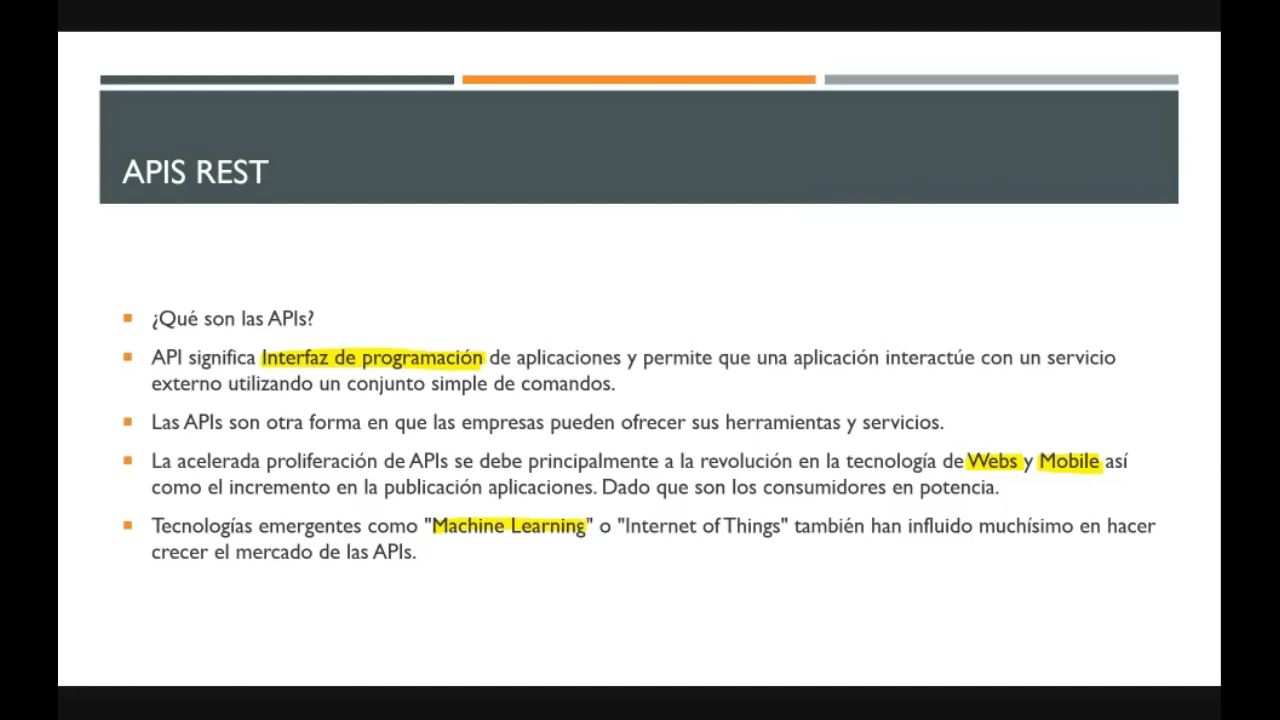 APIS REST
¿Qué son las APIs?
API significa Interfaz de programación de aplicaciones y permite que una aplicación interactúe con un servicio
externo utilizando un conjunto simple de comandos.
Las APIs son otra forma en que las empresas pueden ofrecer sus herramientas y servicios.
La acelerada proliferación de APIs se debe principalmente a la revolución en la tecnología de Webs y Mobile así
como el incremento en la publicación aplicaciones. Dado que son los consumidores en potencia.
Tecnologías emergentes como "Machine Learning" o "Internet of Things" también han influido muchísimo en hacer
crecer el mercado de las APIs.